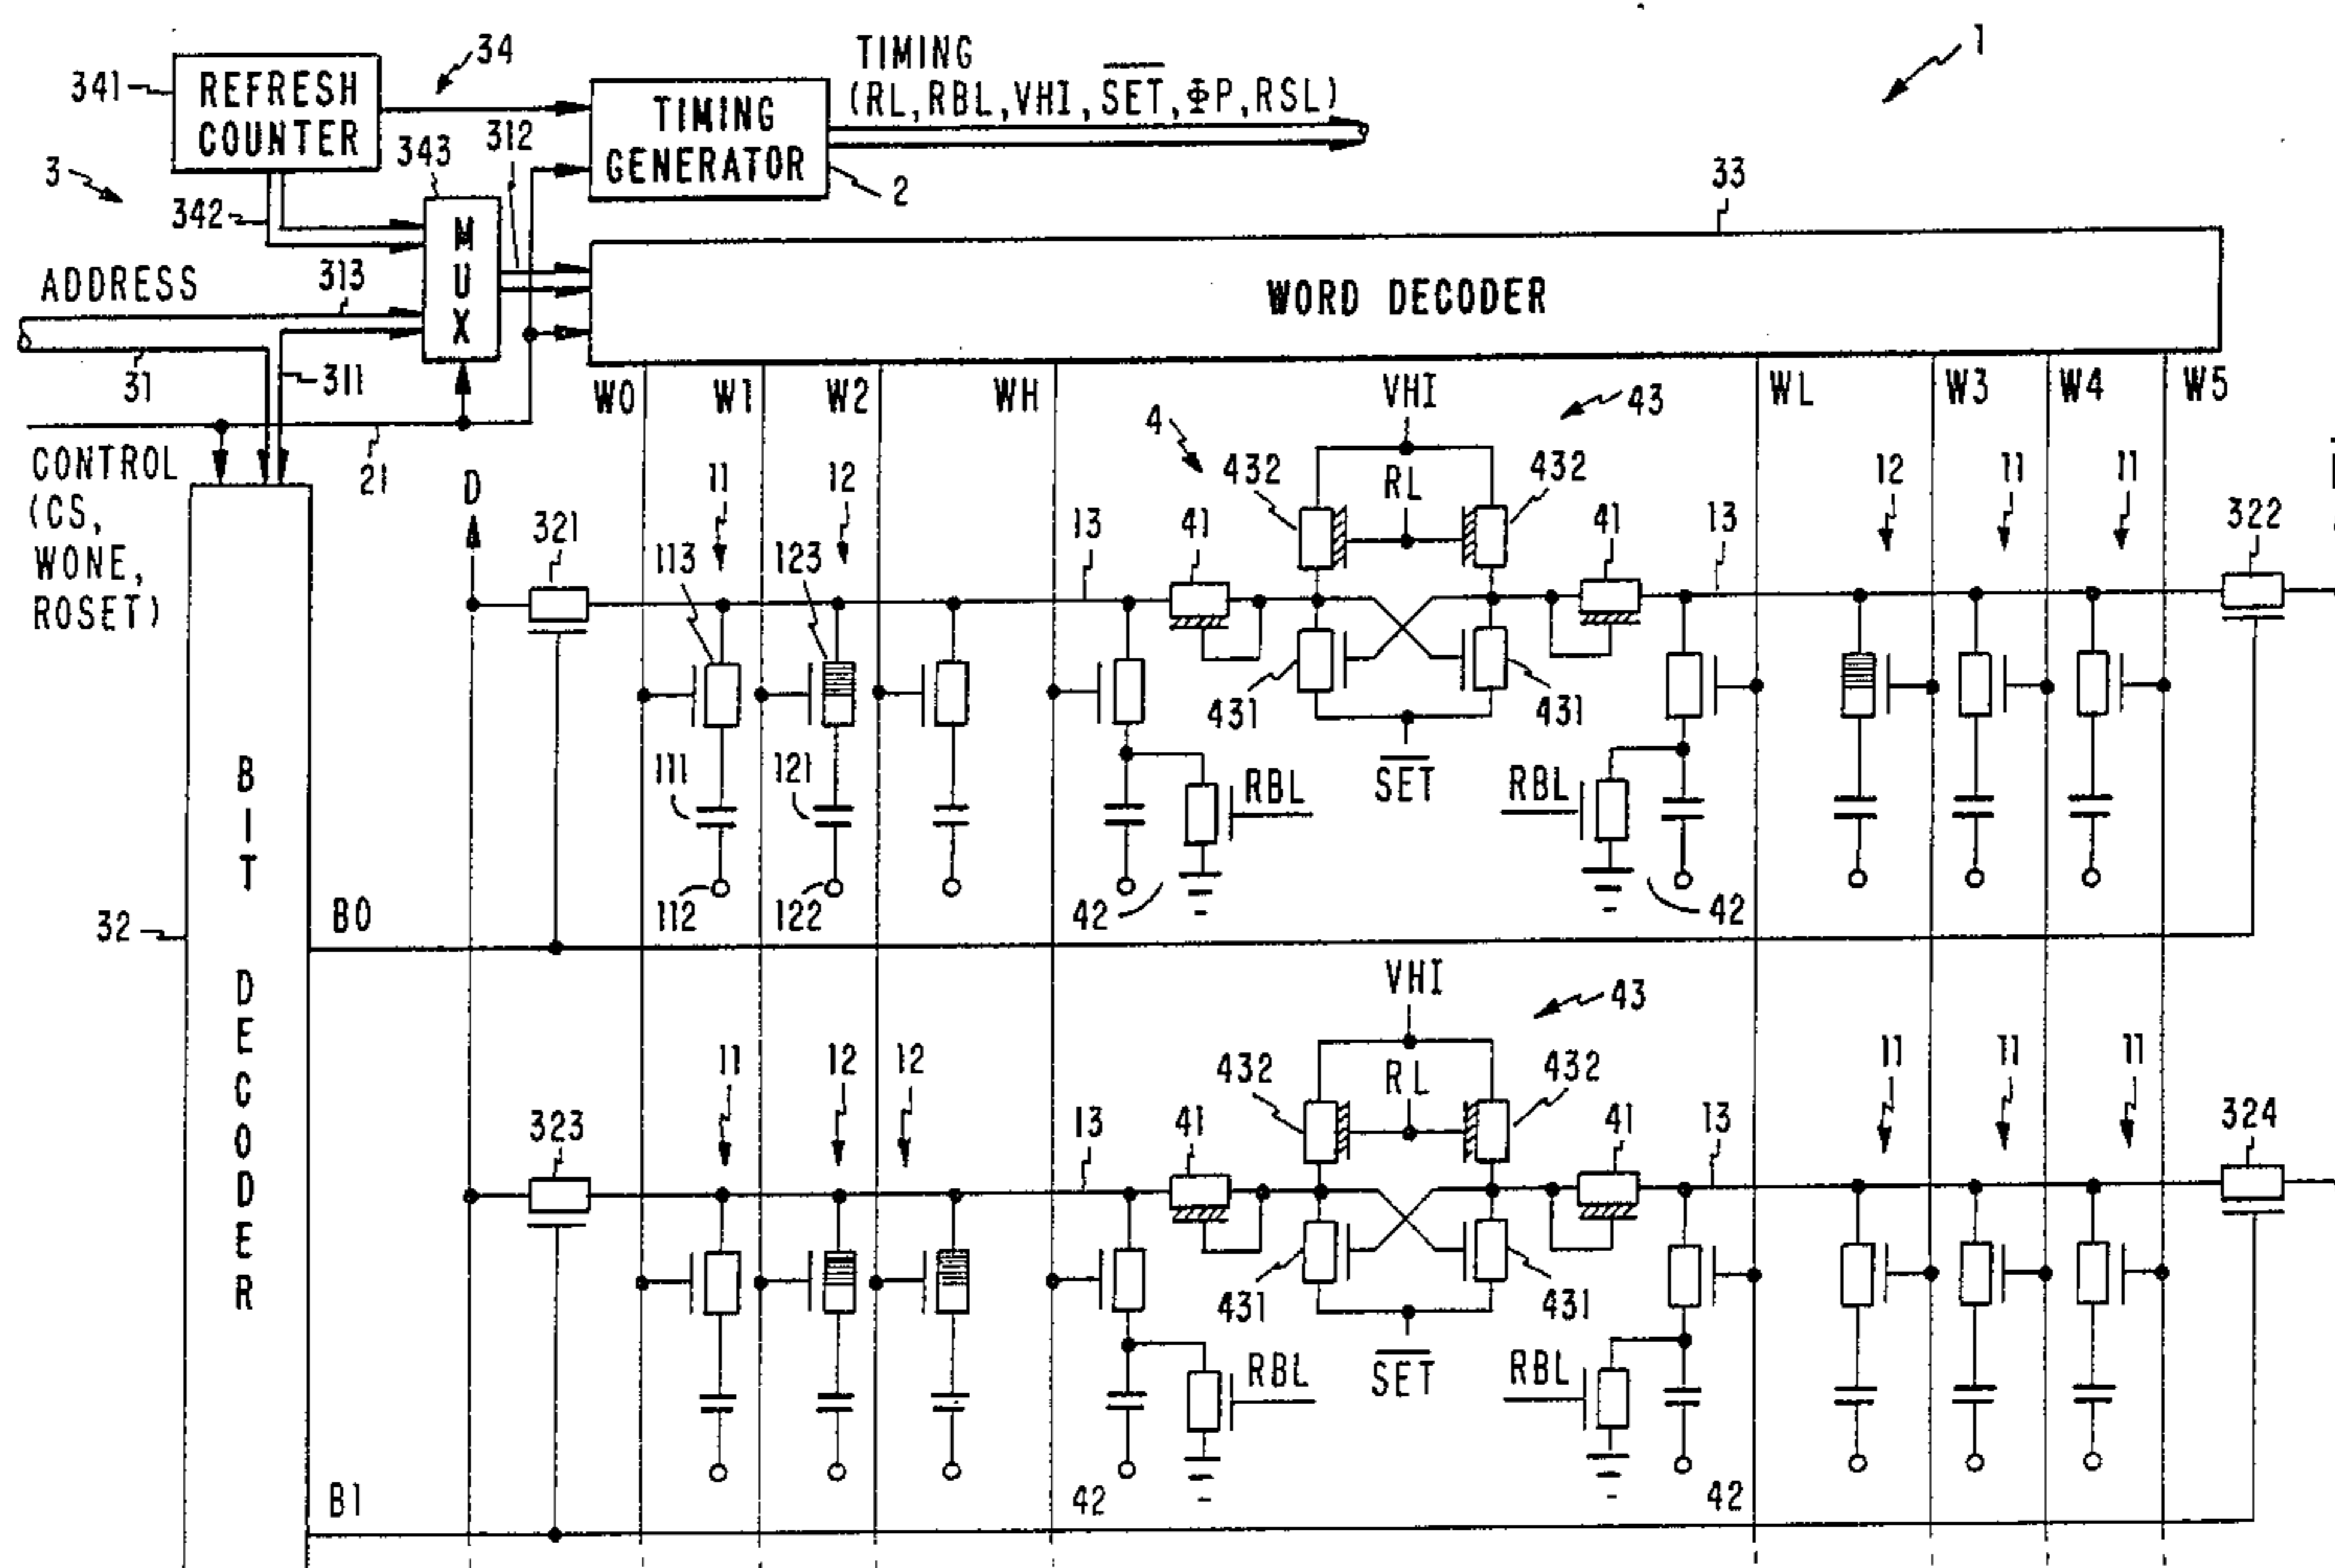 1
34
TIMING
(RL, RBL, VHI, SET, ΦP, RSL)
341
REFRESH
COUNTER
TIMING
GENERATOR
2
3
343
312
33
342
MUX
ADDRESS
313
WORD DECODER
31
311
W0
W1
W2
WH
WL
W3
W4
W5
CONTROL
(CS,
WONE,
ROSET)
21
D
4
VHI
43
432
RL
432
11
12
12
11
11
321
13
41
41
13
322
113
123
431
431
111
121
RBL
SET
RBL
112
122
42
42
32
BIT DECODER
B0
VHI
43
11
12
12
432
RL
432
11
11
11
323
13
41
41
13
324
431
431
RBL
SET
RBL
B1
42
42